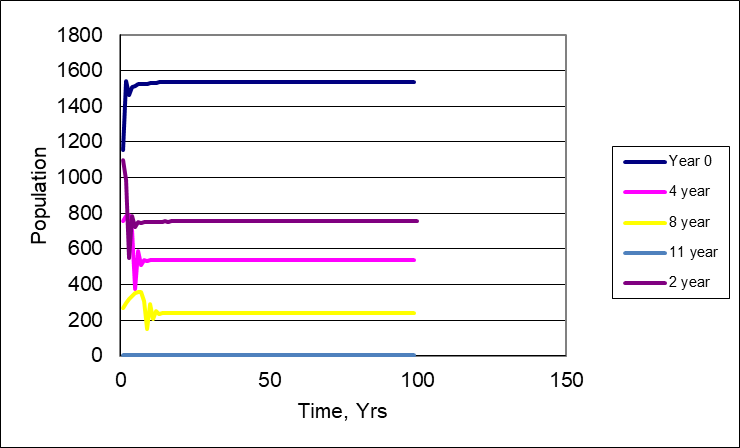 1800
1600
1400
1200
1000
800
600
400
200
0
Population
0 50 100 150
Time, Yrs
Year 0
4 year
8 year
11 year
2 year